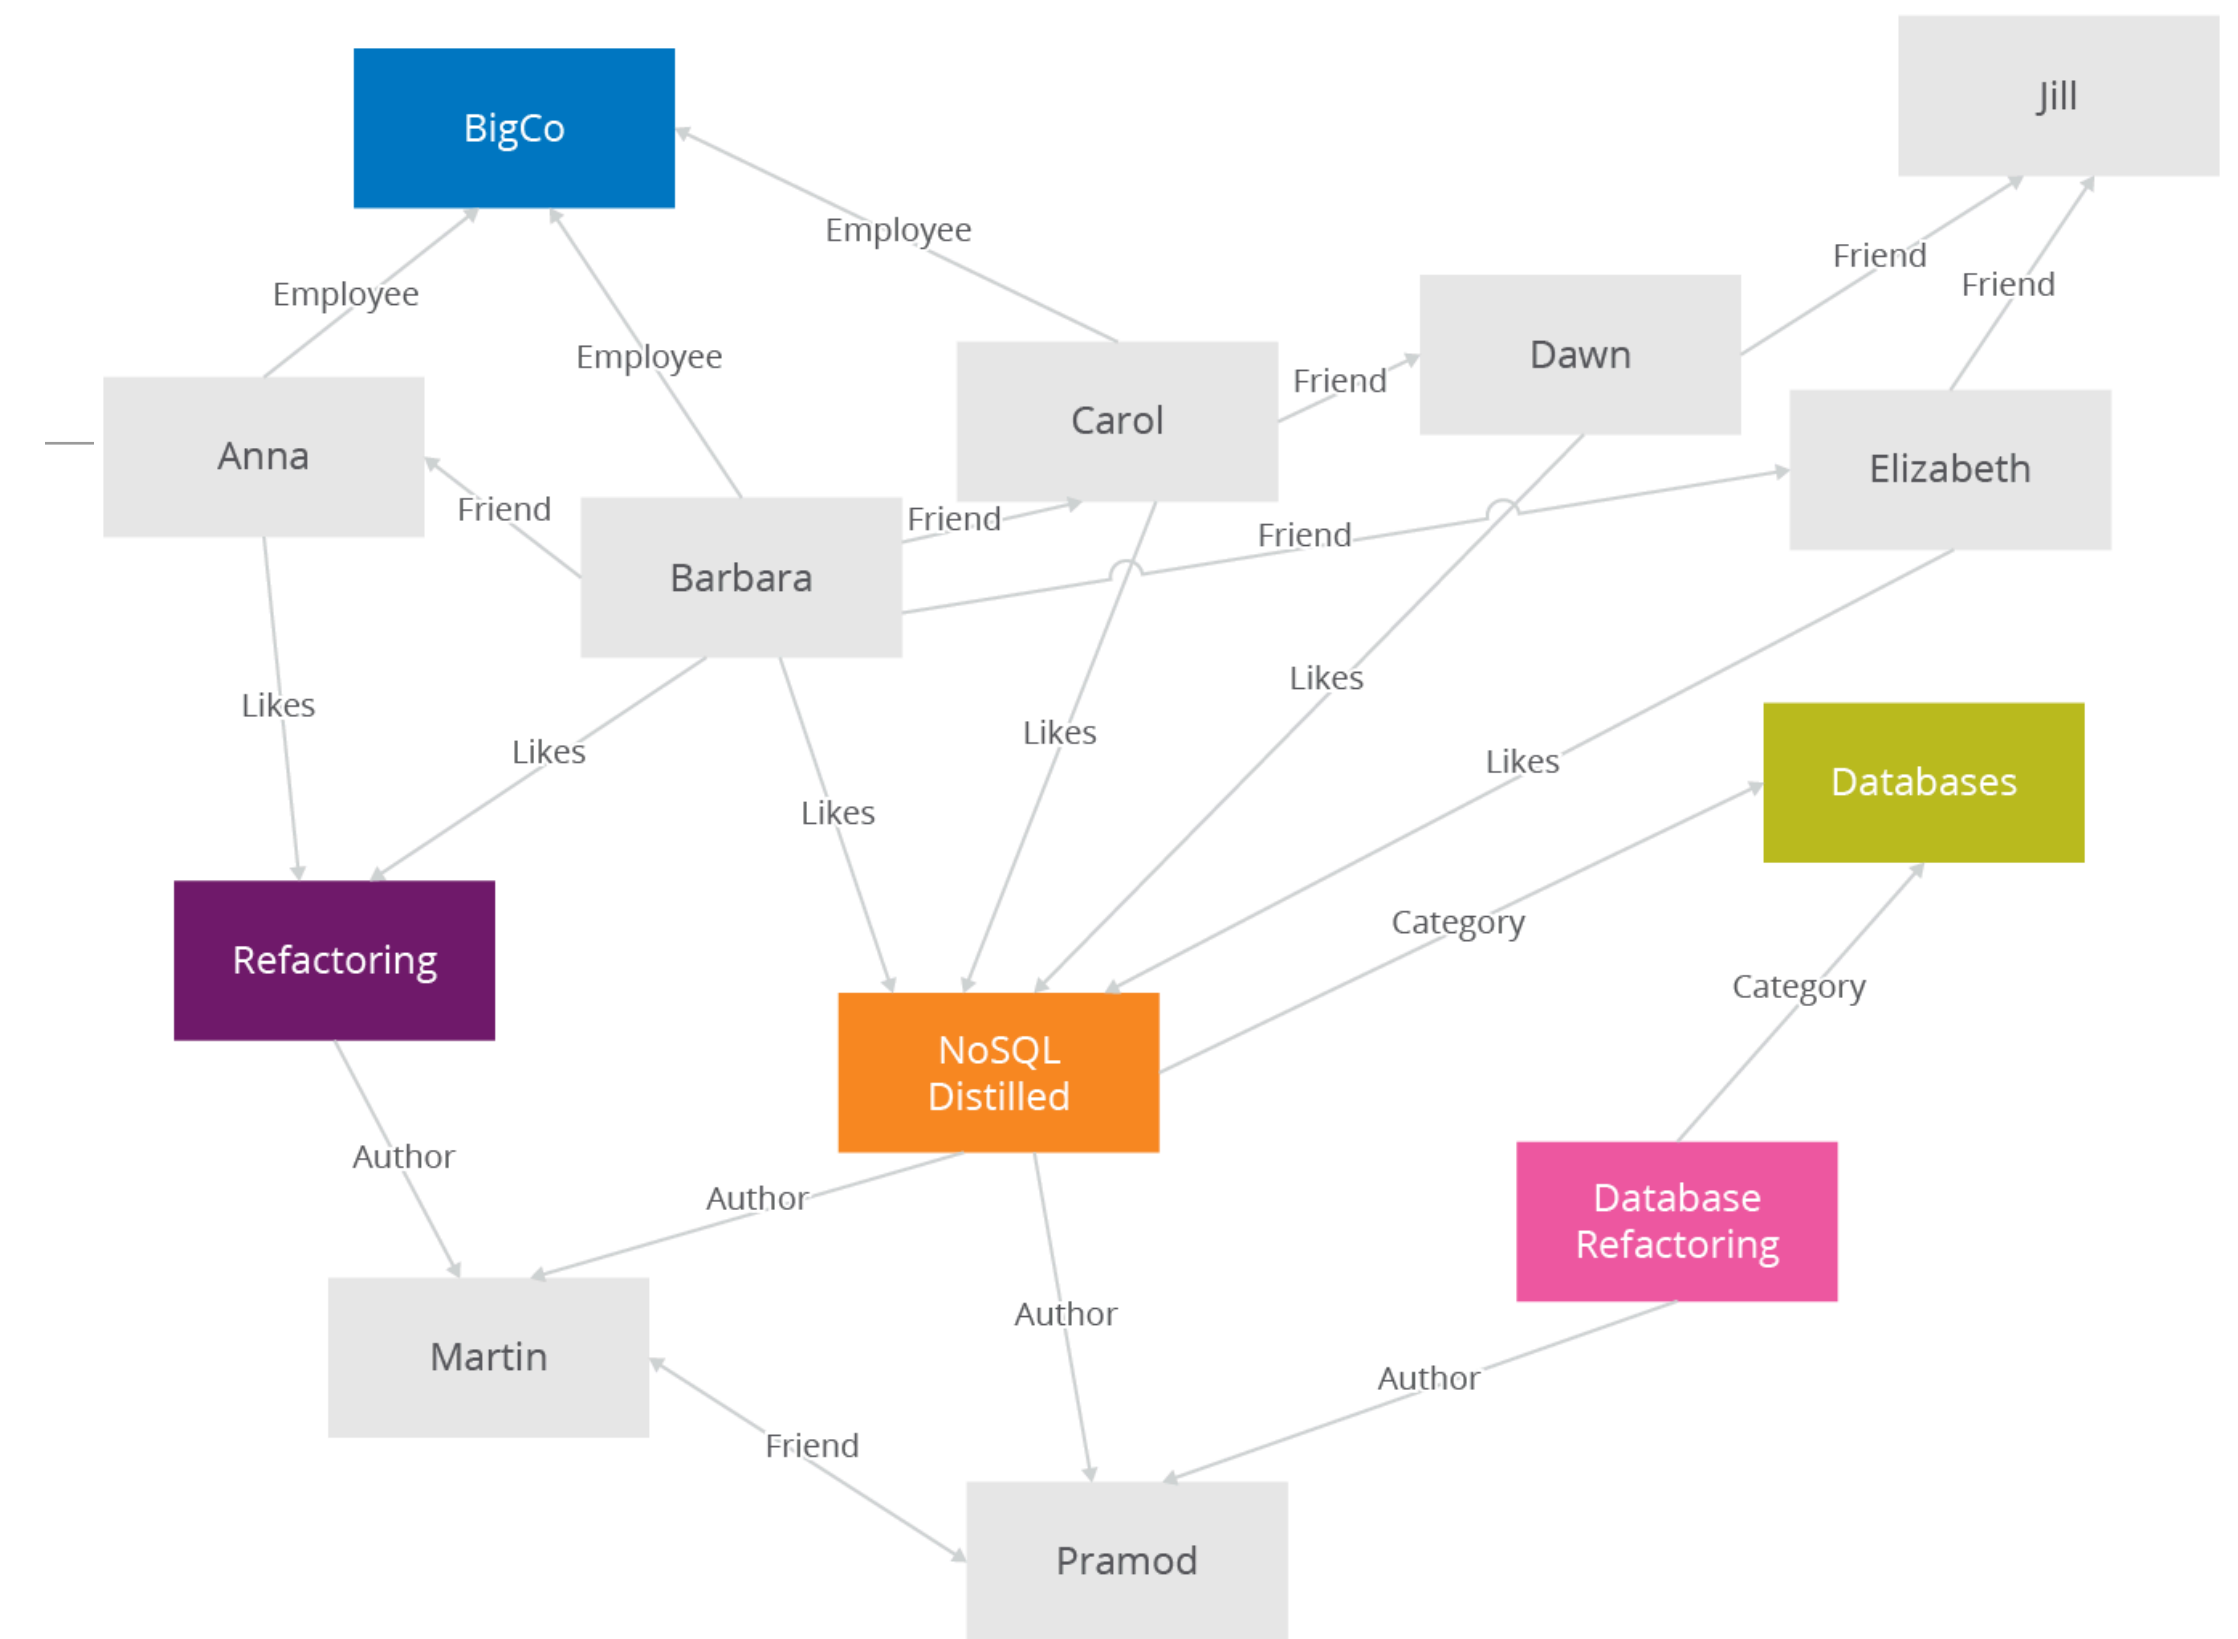 Jill
BigCo
Employee
Friend
Friend
Employee
Dawn
Employee
Friend
Carol
Anna
Elizabeth
Friend
Friend
Friend
Barbara
Likes
Likes
Likes
Likes
Likes
Likes
Databases
Category
Refactoring
Category
NoSQL
Distilled
Author
Author
Database
Refactoring
Author
Martin
Author
Friend
Pramod